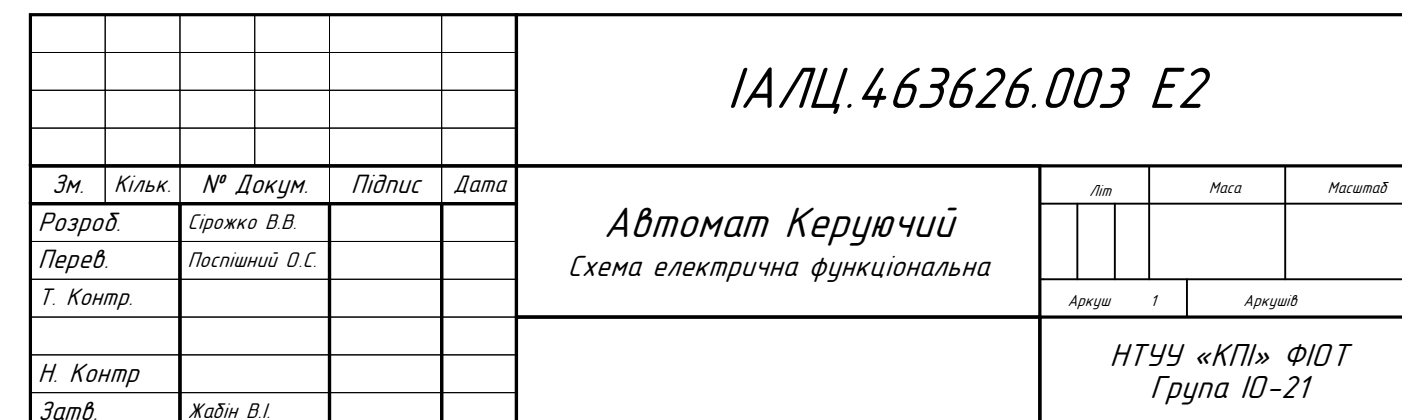 ІАЛЦ.463626.003 Е2
Зм. Кільк. № Докум. Підпис Дата
Розроб. Сірожко В.В.
Перев. Поспішний О.С.
Т. Контр.
Н. Контр
Затв. Жабін В.І.
Автомат Керуючий
Схема електрична функціональна
Літ Маса Масштаб
Аркуш 1 Аркушів
НТУУ «КПІ» ФІОТ
Група ІО-21